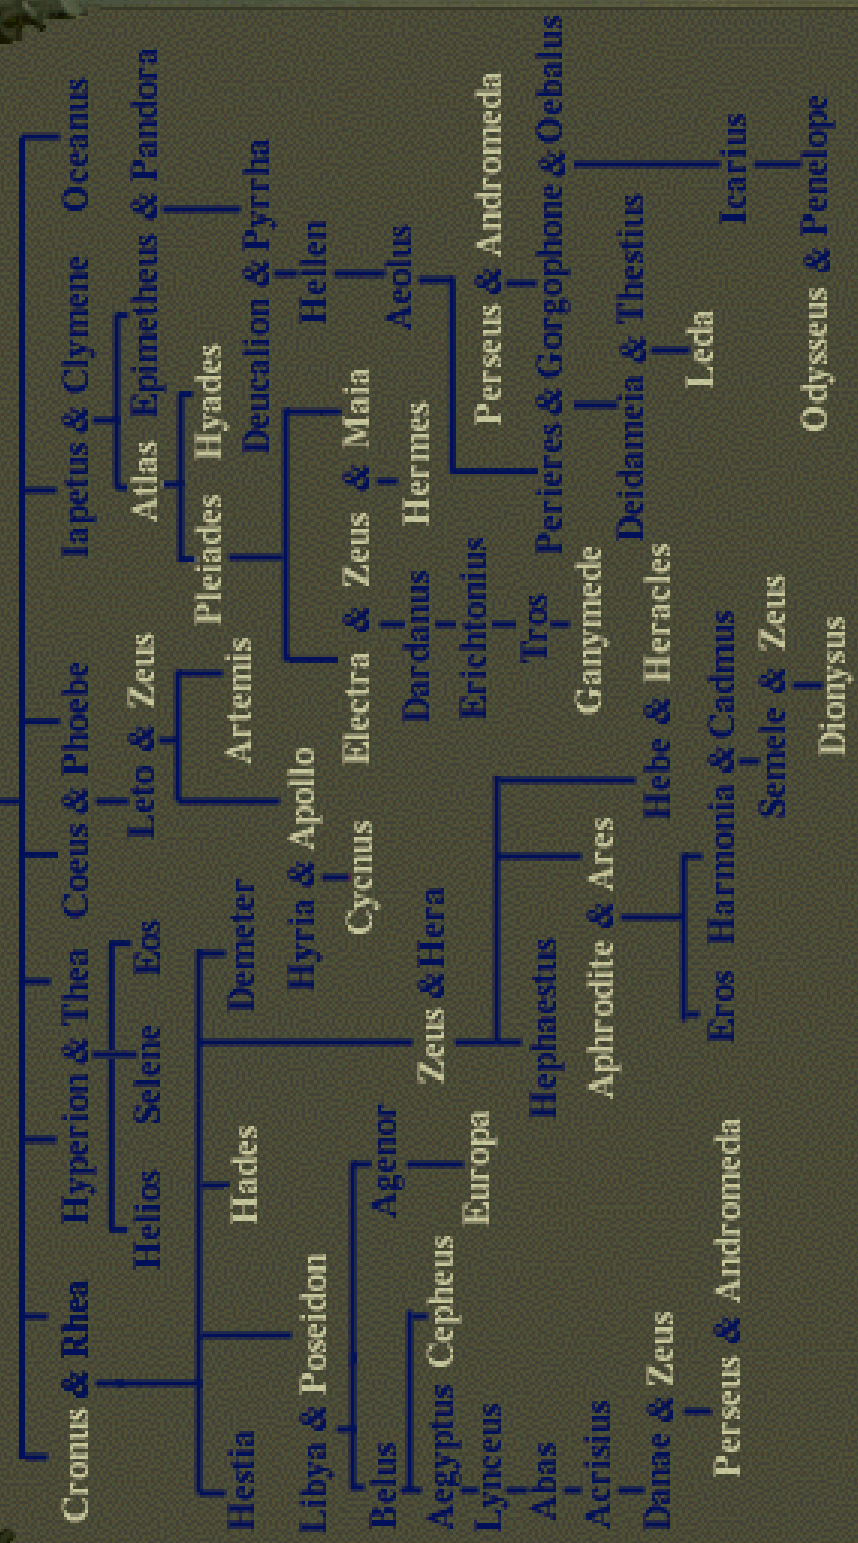 Cronus & Rhea
Hyperion & Thea
Coeus & Phoebe
Iapetus & Clymene
Oceanus
Helios
Selene
Eos
Leto & Zeus
Atlas
Epimetheus & Pandora
Pleiades
Hyades
Hestia
Hades
Demeter
Artemis
Deucalion & Pyrrha
Libya & Poseidon
Hyria & Apollo
Hellen
Cycnus
Electra & Zeus & Maia
Belus
Agenor
Aeolus
Dardanus
Hermes
Aegyptus
Cepheus
Zeus & Hera
Lynceus
Europa
Erichtonius
Perseus & Andromeda
Abas
Hephaestus
Tros
Perieres & Gorgophone & Oebalus
Acrisius
Aphrodite & Ares
Ganymede
Deidameia & Thestius
Danae & Zeus
Hebe & Heracles
Leda
Perseus & Andromeda
Eros
Harmonia & Cadmus
Icarius
Semele & Zeus
Dionysus
Odysseus & Penelope